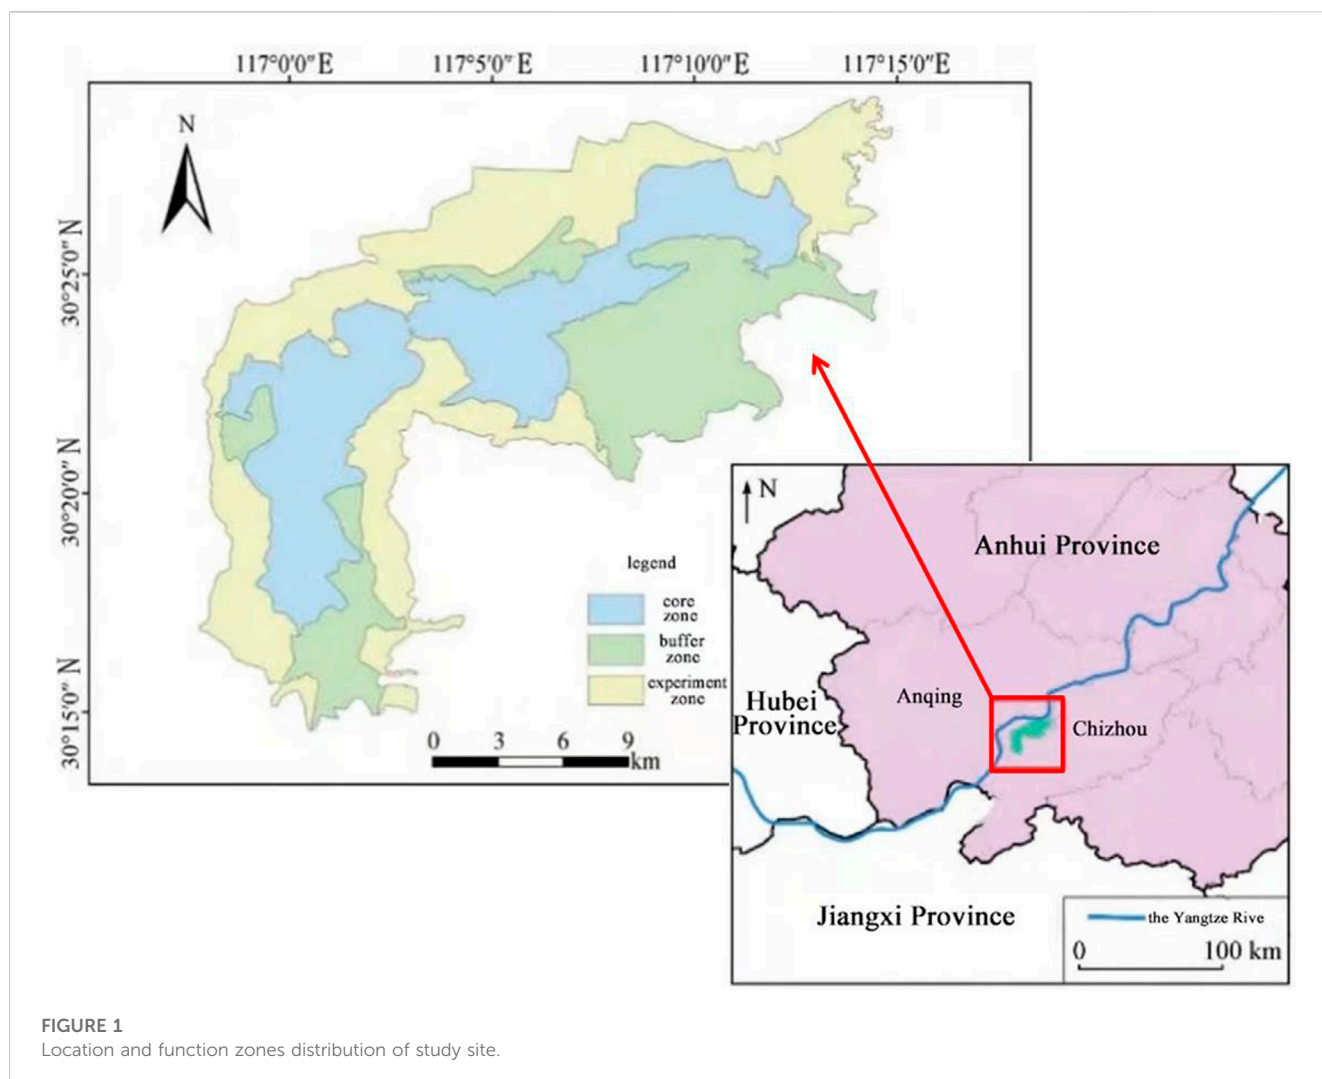 117°0′0″E 117°5′0″E 117°10′0″E 117°15′0″E
N
30°25′0″N
30°20′0″N
30°15′0″N
legend
core
zone
buffer
zone
experiment
zone
0 3 6 9
km
N
Anhui Province
Anqing
Hubei
Province
Chizhou
Jiangxi Province
the Yangtze Rive
0 100 km
FIGURE 1
Location and function zones distribution of study site.